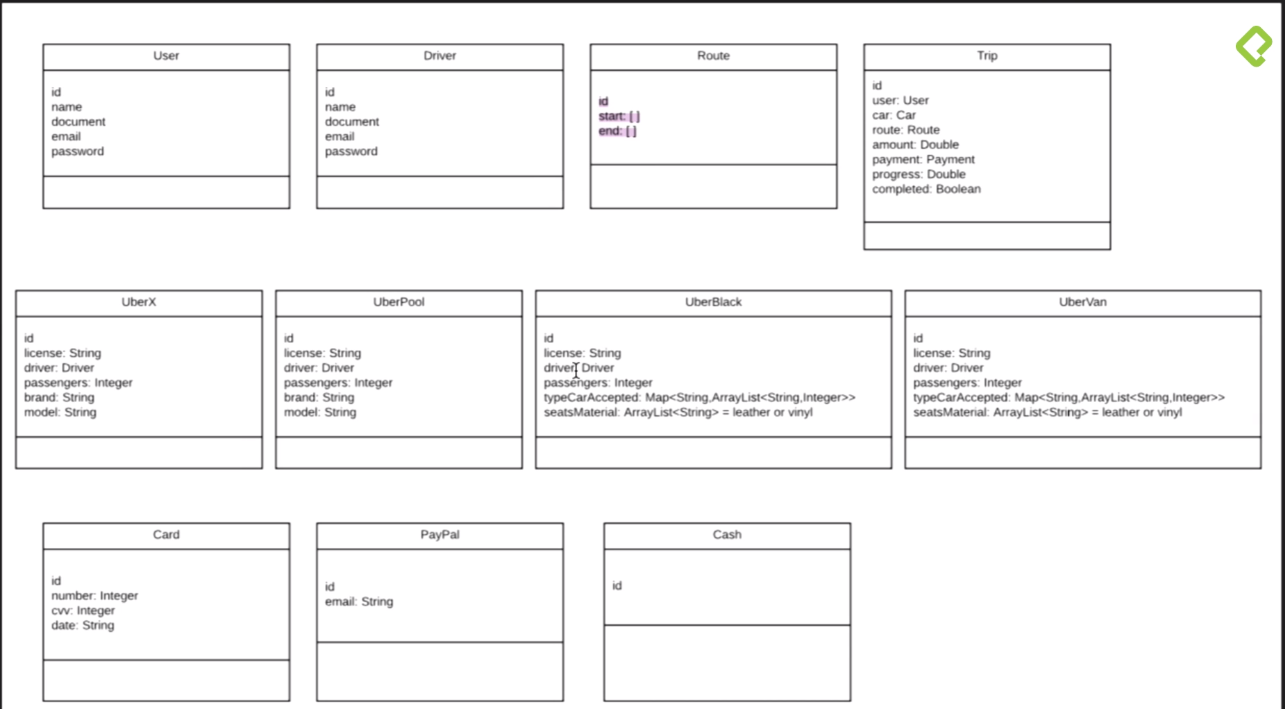 User
id
name
document
email
password
Driver
id
name
document
email
password
Route
id
start: [ ]
end: [ ]
Trip
id
user: User
car: Car
route: Route
amount: Double
payment: Payment
progress: Double
completed: Boolean
UberX
id
license: String
driver: Driver
passengers: Integer
brand: String
model: String
UberPool
id
license: String
driver: Driver
passengers: Integer
brand: String
model: String
UberBlack
id
license: String
driver: Driver
passengers: Integer
typeCarAccepted: Map<String,ArrayList<String,Integer>>
seatsMaterial: ArrayList<String> = leather or vinyl
UberVan
id
license: String
driver: Driver
passengers: Integer
typeCarAccepted: Map<String,ArrayList<String,Integer>>
seatsMaterial: ArrayList<String> = leather or vinyl
Card
id
number: Integer
cvv: Integer
date: String
PayPal
id
email: String
Cash
id